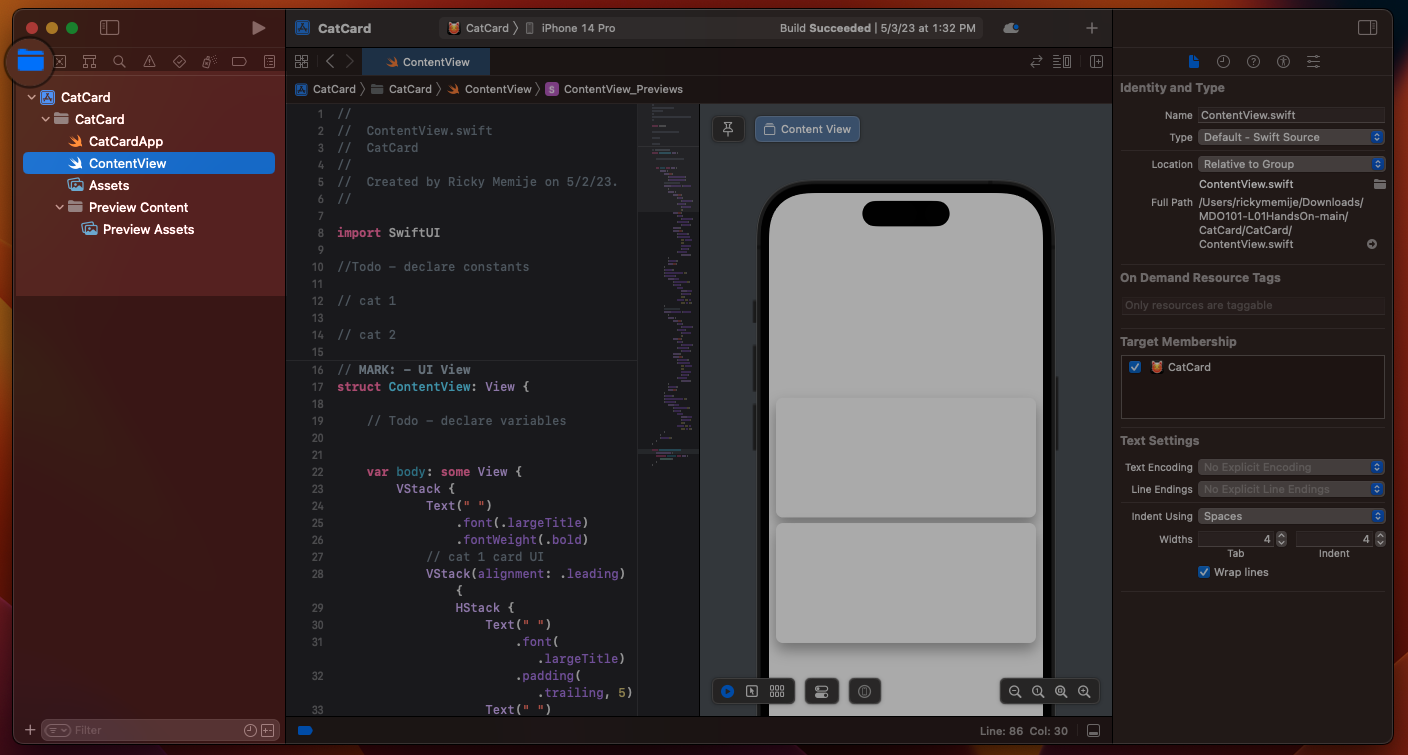 CatCard
CatCard
iPhone 14 Pro
Build Succeeded | 5/3/23 at 1:32 PM
ContentView
CatCard
CatCard
ContentView
S ContentView_Previews
CatCard
CatCard
CatCardApp
ContentView
Assets
Preview Content
Preview Assets
Filter
1 //
2 //  ContentView.swift
3 //  CatCard
4 //
5 //  Created by Ricky Memije on 5/2/23.
6 //
7
8 import SwiftUI
9
10 //Todo – declare constants
11
12 // cat 1
13
14 // cat 2
15
16 // MARK: – UI View
17 struct ContentView: View {
18
19 // Todo – declare variables
20
21
22 var body: some View {
23 VStack {
24 Text(" ")
25 .font(.largeTitle)
26 .fontWeight(.bold)
27 // cat 1 card UI
28 VStack(alignment: .leading)
{
29 HStack {
30 Text(" ")
31 .font(
.largeTitle)
32 .padding(
.trailing, 5)
33 Text(" ")
Content View
Line: 86 Col: 30
Identity and Type
Name ContentView.swift
Type Default - Swift Source
Location Relative to Group
ContentView.swift
Full Path /Users/rickymemije/Downloads/
MDO101-L01HandsOn-main/
CatCard/CatCard/
ContentView.swift
On Demand Resource Tags
Only resources are taggable
Target Membership
CatCard
Text Settings
Text Encoding No Explicit Encoding
Line Endings No Explicit Line Endings
Indent Using Spaces
Widths 4 4
Tab Indent
Wrap lines